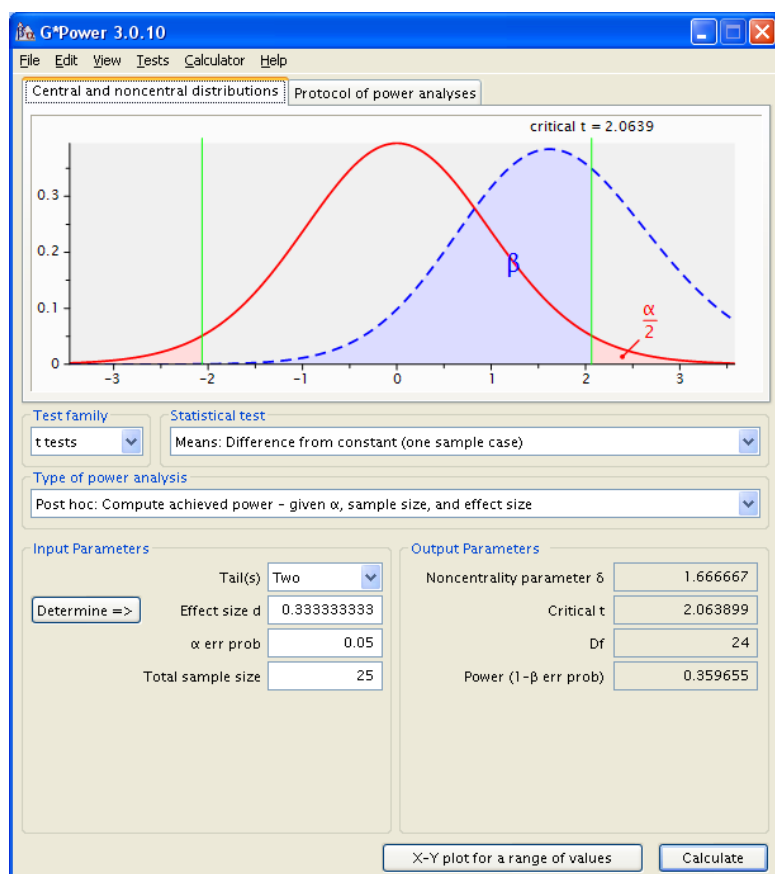 G*Power 3.0.10
File Edit View Tests Calculator Help
Central and noncentral distributions Protocol of power analyses
critical t = 2.0639
0.3
0.2
0.1
0
β
α
2
-3 -2 -1 0 1 2 3
Test family Statistical test
t tests Means: Difference from constant (one sample case)
Type of power analysis
Post hoc: Compute achieved power - given α, sample size, and effect size
Input Parameters Output Parameters
Tail(s) Two Noncentrality parameter δ 1.666667
Determine => Effect size d 0.333333333 Critical t 2.063899
α err prob 0.05 Df 24
Total sample size 25 Power (1-β err prob) 0.359655
X-Y plot for a range of values Calculate